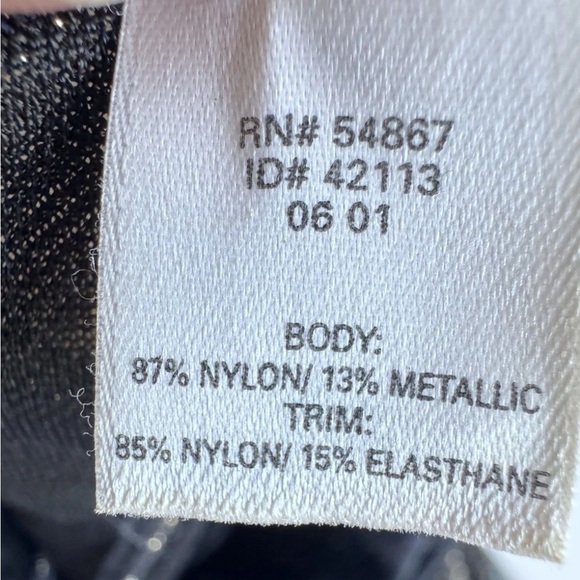 RN# 54867
ID# 42113
06 01
BODY:
87% NYLON/ 13% METALLIC
TRIM:
85% NYLON/ 15% ELASTHANE